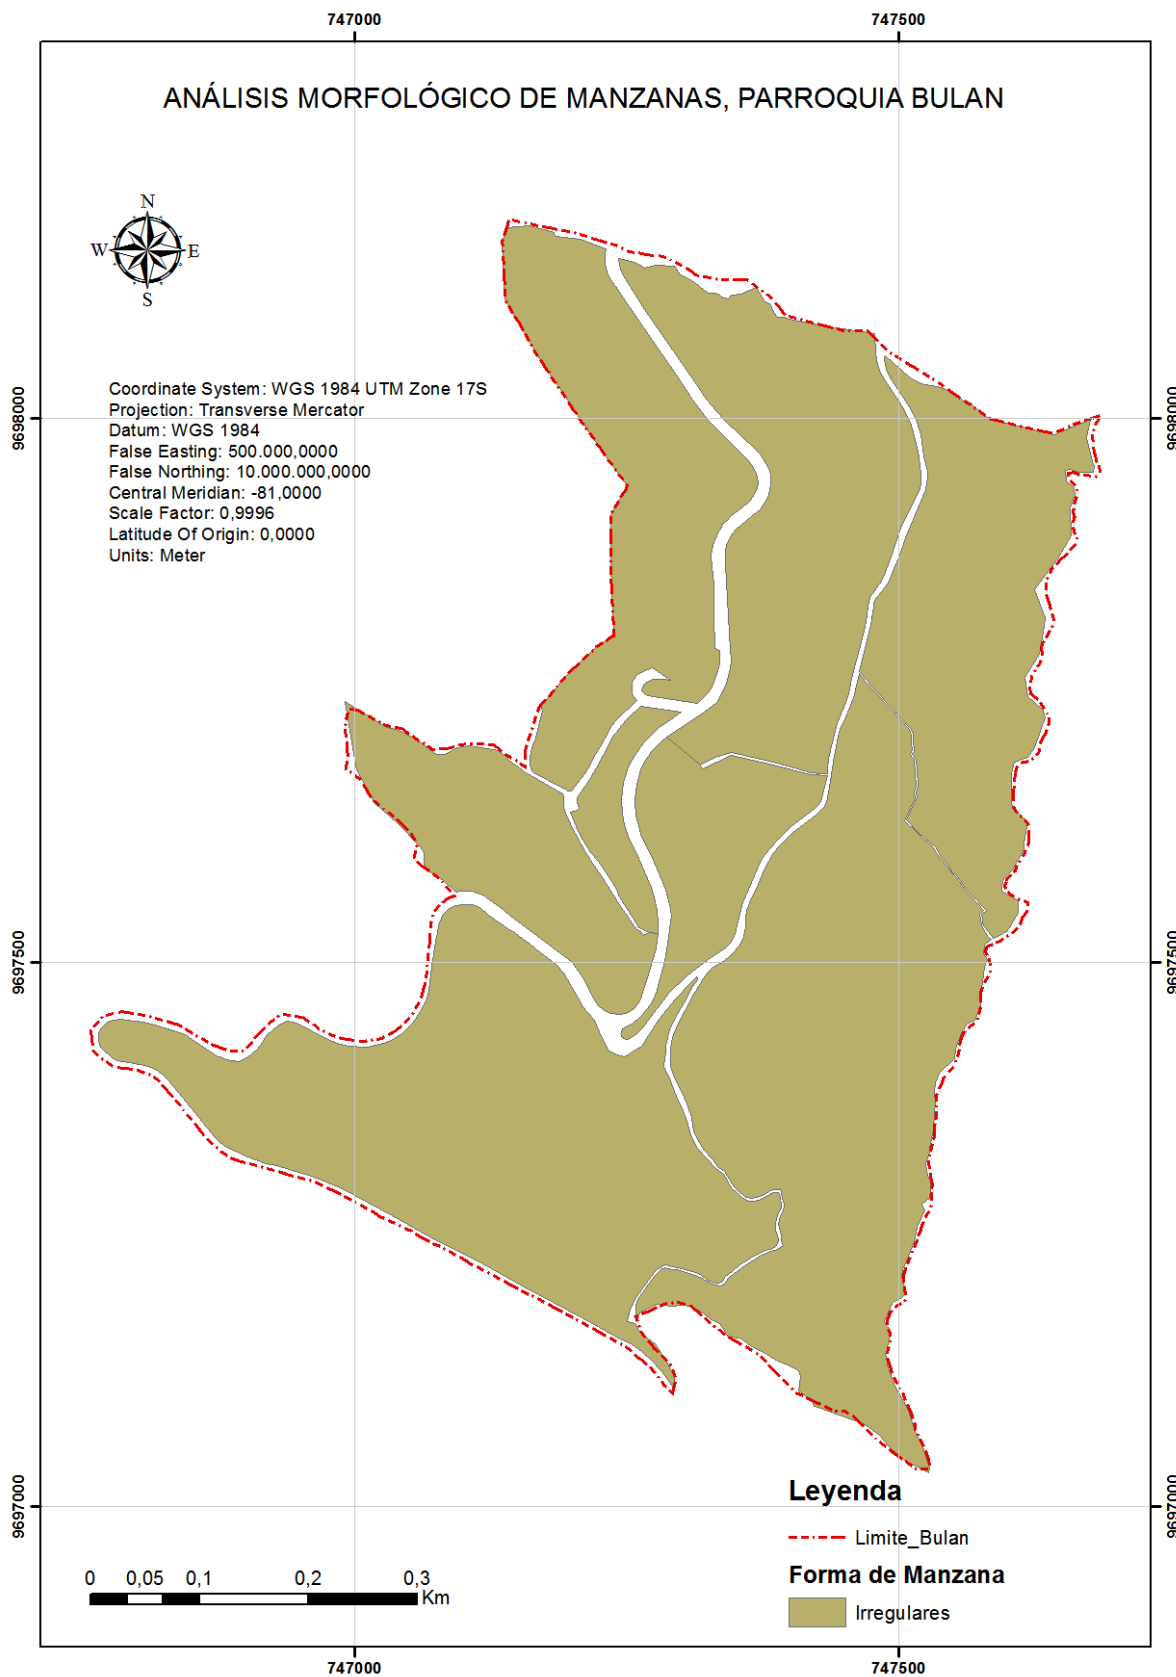 747000 747500
ANÁLISIS MORFOLÓGICO DE MANZANAS, PARROQUIA BULAN
N
W E
S
Coordinate System: WGS 1984 UTM Zone 17S
Projection: Transverse Mercator
Datum: WGS 1984
False Easting: 500.000,0000
False Northing: 10.000.000,0000
Central Meridian: -81,0000
Scale Factor: 0,9996
Latitude Of Origin: 0,0000
Units: Meter
9698000 9698000
9697500 9697500
9697000 9697000
Leyenda
Limite_Bulan
Forma de Manzana
Irregulares
0 0,05 0,1 0,2 0,3
Km
747000 747500